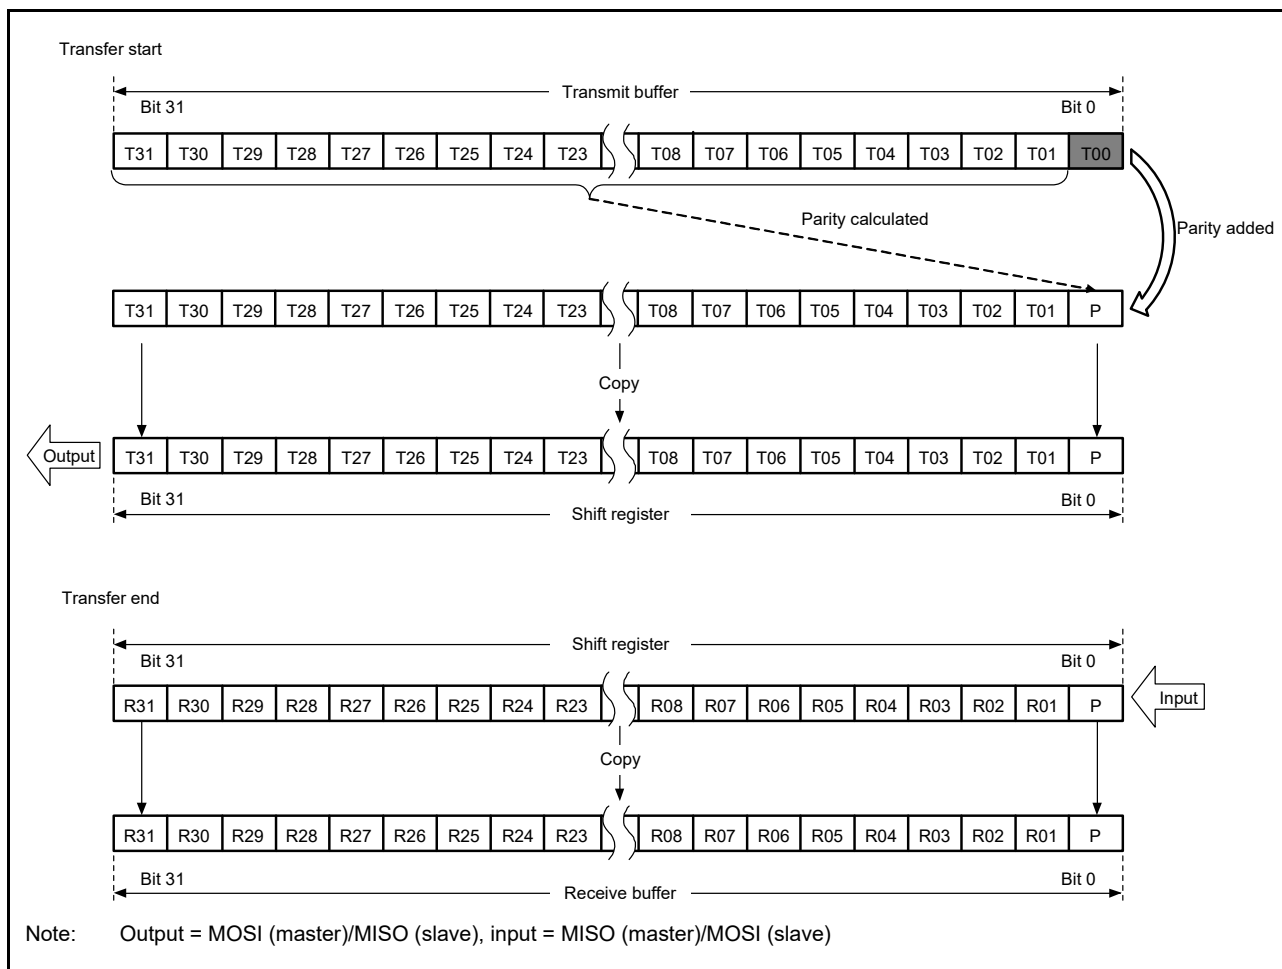 Transfer start
Transmit buffer
Bit 31 Bit 0
T31 T30 T29 T28 T27 T26 T25 T24 T23 T08 T07 T06 T05 T04 T03 T02 T01 T00
Parity calculated
Parity added
T31 T30 T29 T28 T27 T26 T25 T24 T23 T08 T07 T06 T05 T04 T03 T02 T01 P
Copy
Output T31 T30 T29 T28 T27 T26 T25 T24 T23 T08 T07 T06 T05 T04 T03 T02 T01 P
Bit 31 Bit 0
Shift register
Transfer end
Shift register
Bit 31 Bit 0
R31 R30 R29 R28 R27 R26 R25 R24 R23 R08 R07 R06 R05 R04 R03 R02 R01 P Input
Copy
R31 R30 R29 R28 R27 R26 R25 R24 R23 R08 R07 R06 R05 R04 R03 R02 R01 P
Bit 31 Bit 0
Receive buffer
Note: Output = MOSI (master)/MISO (slave), input = MISO (master)/MOSI (slave)